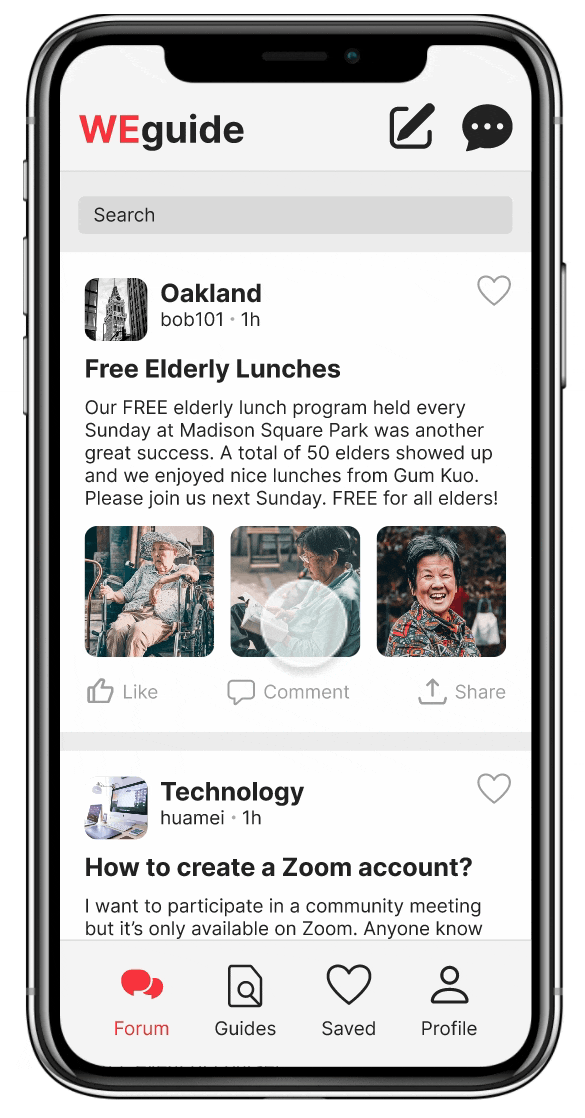 WEguide
Search
Oakland
bob101 • 1h
Free Elderly Lunches
Our FREE elderly lunch program held every
Sunday at Madison Square Park was another
great success. A total of 50 elders showed up
and we enjoyed nice lunches from Gum Kuo.
Please join us next Sunday. FREE for all elders!
Like Comment Share
Technology
huamei • 1h
How to create a Zoom account?
I want to participate in a community meeting
but it’s only available on Zoom. Anyone know
Forum Guides Saved Profile